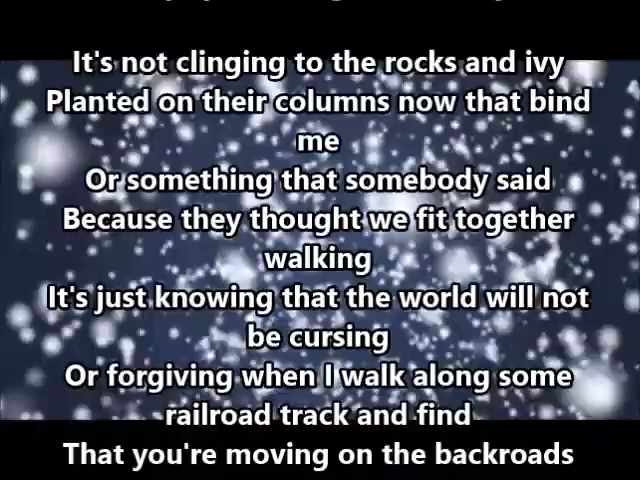 It's not clinging to the rocks and ivy
Planted on their columns now that bind
me
Or something that somebody said
Because they thought we fit together
walking
It's just knowing that the world will not
be cursing
Or forgiving when I walk along some
railroad track and find
That you're moving on the backroads